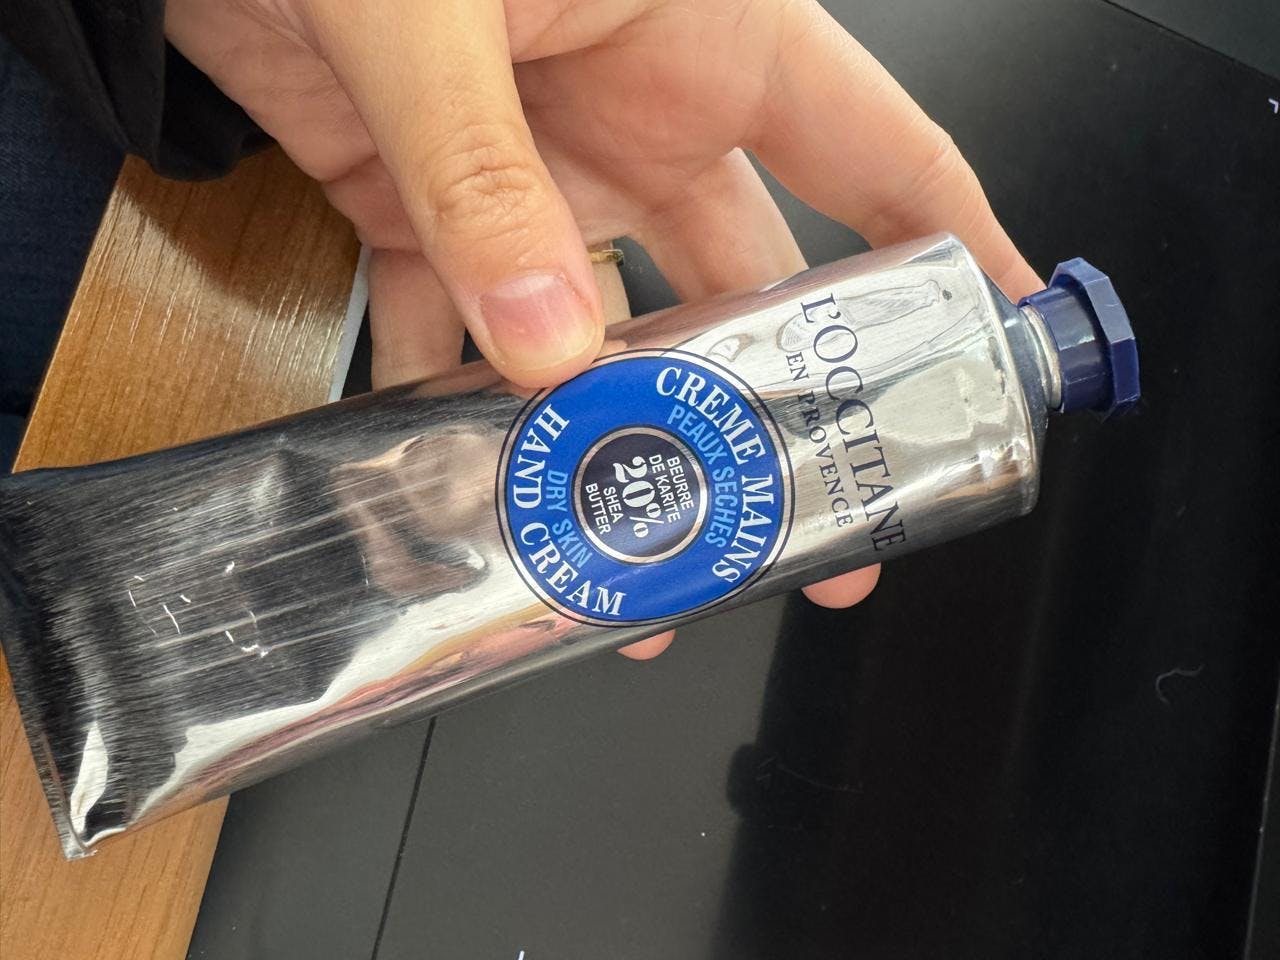 L'OCCITANE
EN PROVENCE
CREME MAINS
PEAUX SECHES
BEURRE
DE KARITE
20%
SHEA
BUTTER
DRY SKIN
HAND CREAM